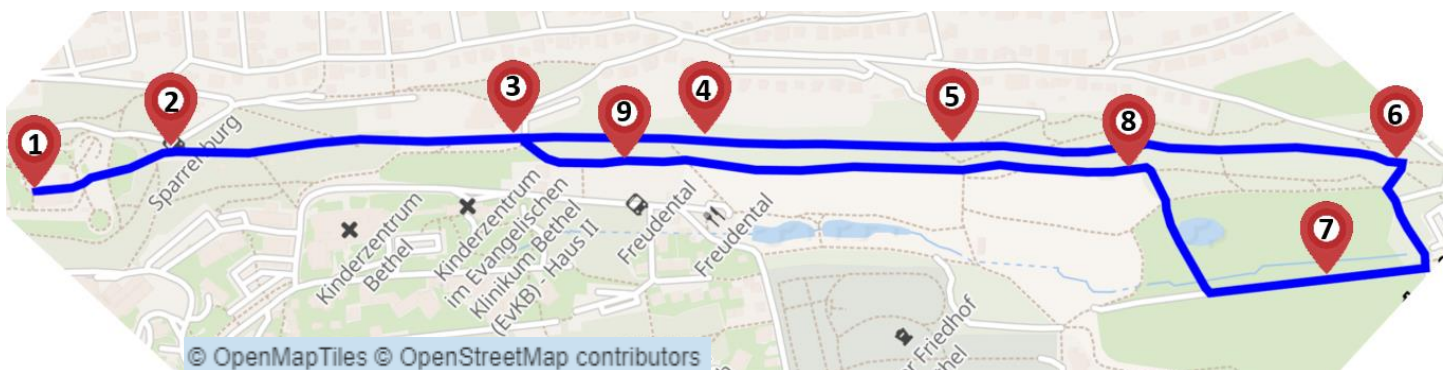 1
2
3
4
5
6
7
8
9
Sparrenburg
Kinderzentrum
Bethel
Kinderzentrum
im Evangelischen
Klinikum Bethel
(EvKB) - Haus II
Freudental
Freudental
Friedhof
© OpenMapTiles © OpenStreetMap contributors